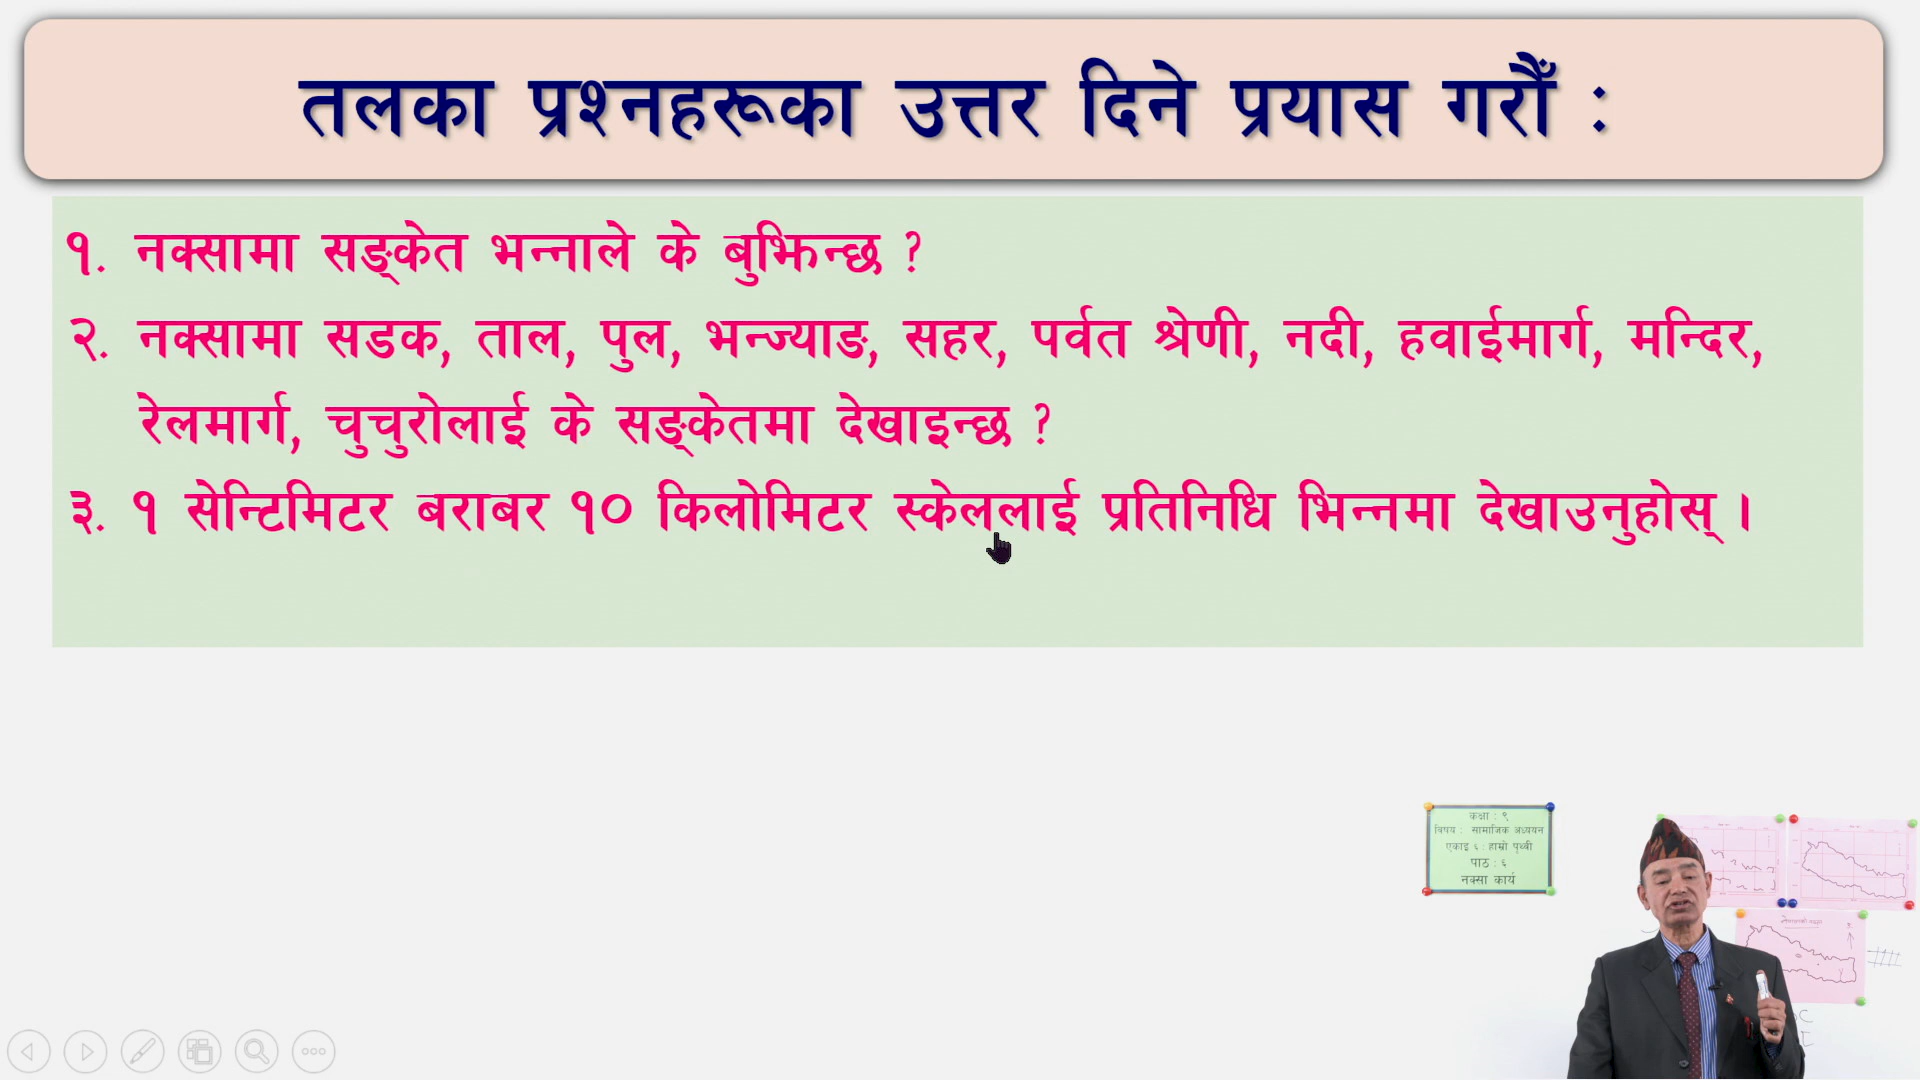 तलका प्रश्नहरूका उत्तर दिने प्रयास गरौँ :
१. नक्सामा सङ्केत भन्नाले के बुझिन्छ ?
२. नक्सामा सडक, ताल, पुल, भन्ज्याङ, सहर, पर्वत श्रेणी, नदी, हवाईमार्ग, मन्दिर,
रेलमार्ग, चुचुरोलाई के सङ्केतमा देखाइन्छ ?
३. १ सेन्टिमिटर बराबर १० किलोमिटर स्केललाई प्रतिनिधि भिन्नमा देखाउनुहोस् ।
कक्षा : ९
विषय : सामाजिक अध्ययन
एकाइ ६ : हाम्रो पृथ्वी
पाठ : ६
नक्सा कार्य